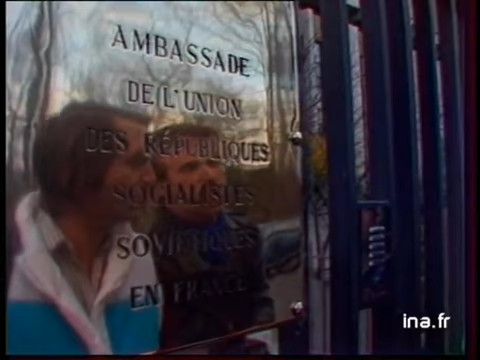 AMBASSADE
DE L'UNION
DES RÉPUBLIQUES
SOCIALISTES
SOVIÉTIQUES
EN FRANCE
ina.fr